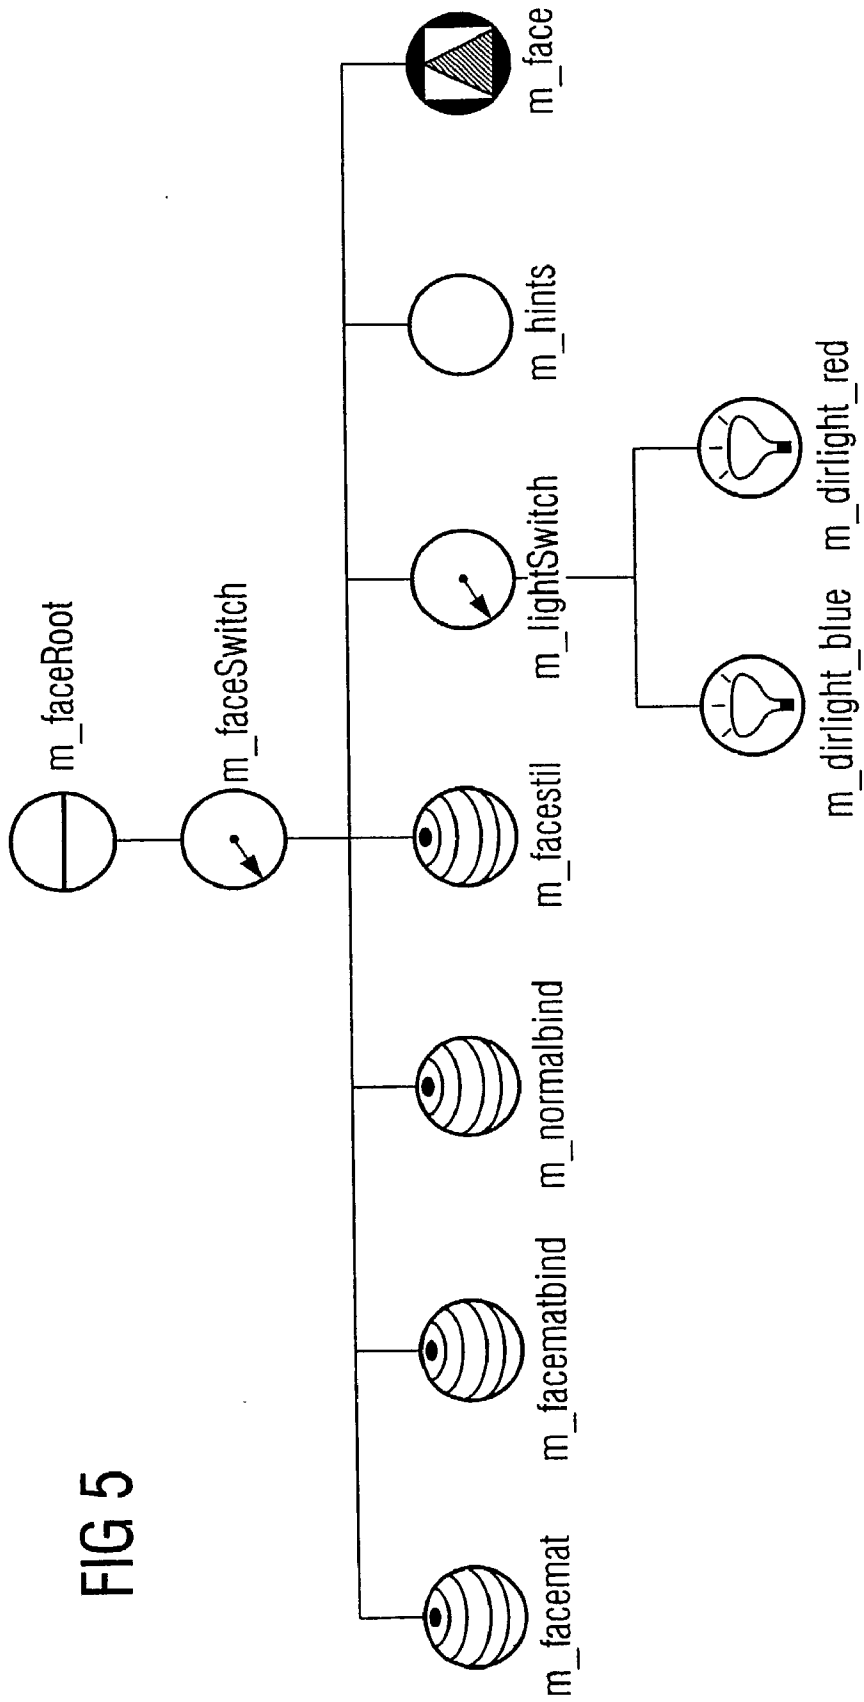 FIG 5
m_faceRoot
m_faceSwitch
m_facemat
m_facematbind
m_normalbind
m_facestil
m_lightSwitch
m_hints
m_face
m_dirlight_blue
m_dirlight_red